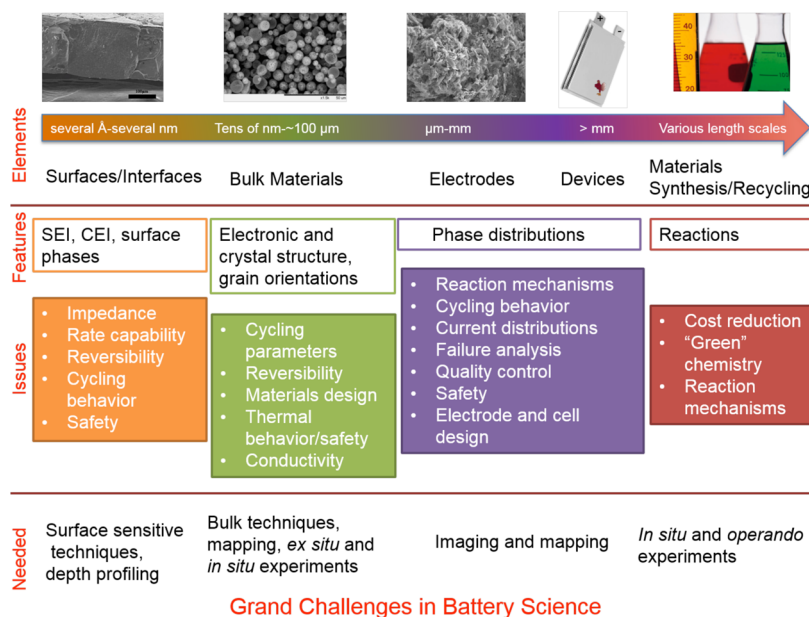 several Å-several nm
Tens of nm-~100 µm
µm-mm
> mm
Various length scales
Elements
Surfaces/Interfaces
Bulk Materials
Electrodes
Devices
Materials
Synthesis/Recycling
Features
SEI, CEI, surface
phases
Electronic and
crystal structure,
grain orientations
Phase distributions
Reactions
Issues
• Impedance
• Rate capability
• Reversibility
• Cycling
behavior
• Safety
• Cycling
parameters
• Reversibility
• Materials design
• Thermal
behavior/safety
• Conductivity
• Reaction mechanisms
• Cycling behavior
• Current distributions
• Failure analysis
• Quality control
• Safety
• Electrode and cell
design
• Cost reduction
• “Green”
chemistry
• Reaction
mechanisms
Needed
Surface sensitive
techniques,
depth profiling
Bulk techniques,
mapping, ex situ and
in situ experiments
Imaging and mapping
In situ and operando
experiments
Grand Challenges in Battery Science